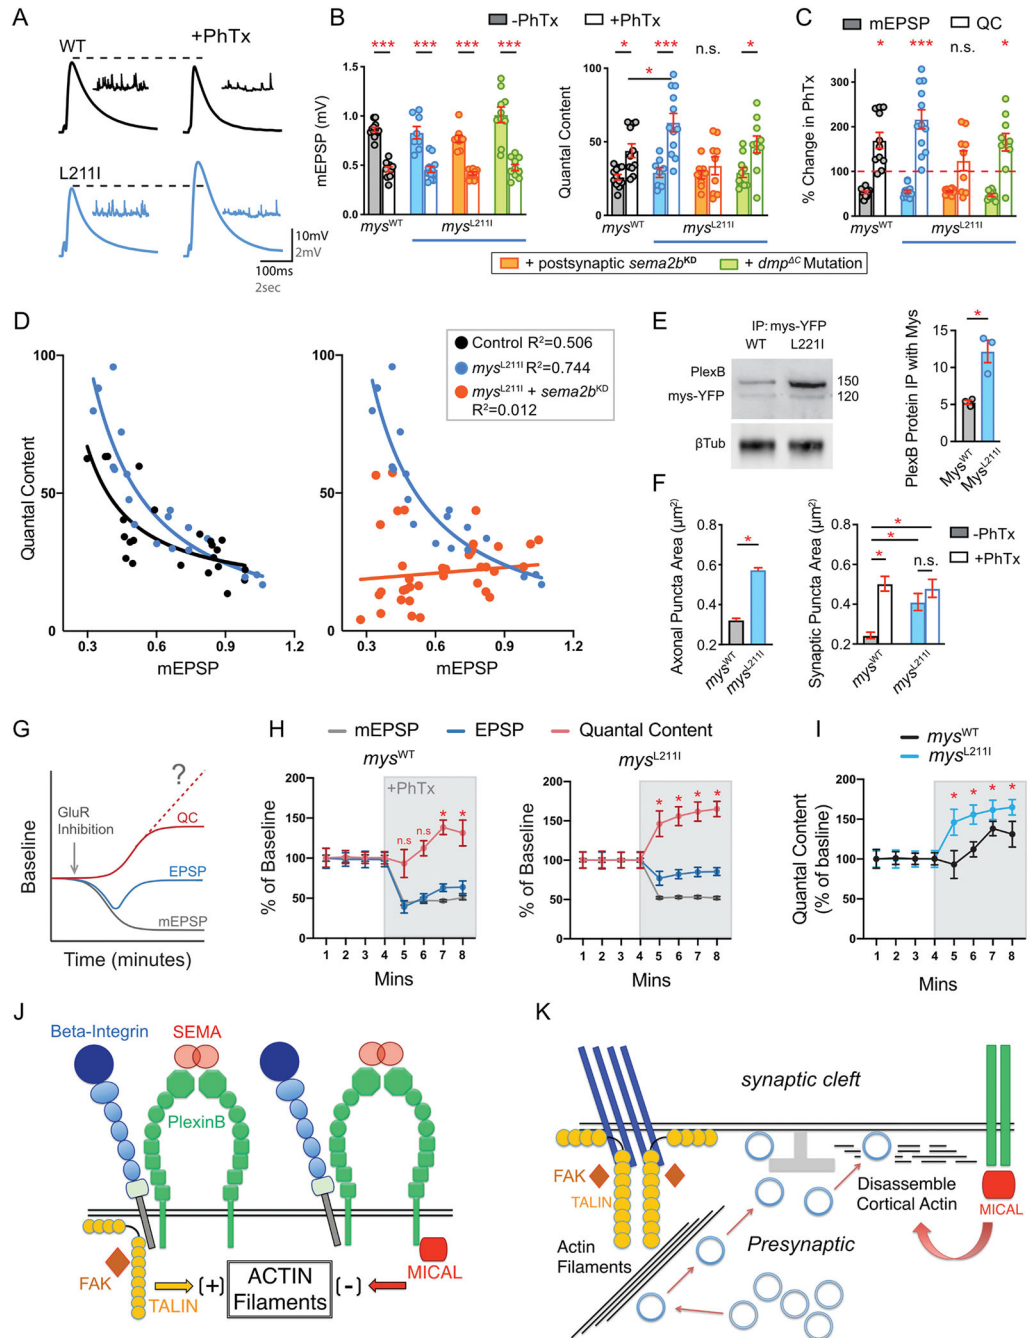 A
WT
+PhTx
L211I
10mV
2mV
100ms
2sec
B
-PhTx
+PhTx
*** *** *** ***
mEPSP (mV)
1.5
1.0
0.5
0.0
mys^WT
mys^L211I
* *** n.s. *
*
Quantal Content
100
50
0
mys^WT
mys^L211I
+ postsynaptic sema2b^KD
+ dmp^ΔC Mutation
C
mEPSP
QC
* *** n.s. *
% Change in PhTx
300
200
100
0
mys^WT
mys^L211I
D
Quantal Content
100
50
0
0.3 0.6 0.9 1.2
mEPSP
100
50
0
0.3 0.6 0.9 1.2
mEPSP
Control R²=0.506
mys^L211I R²=0.744
mys^L211I + sema2b^KD
R²=0.012
E
IP: mys-YFP
WT L221I
PlexB
150
mys-YFP
120
βTub
PlexB Protein IP with Mys
15
10
5
0
*
Mys^WT
Mys^L211I
F
Axonal Puncta Area (μm²)
0.8
0.6
0.4
0.2
*
mys^WT
mys^L211I
Synaptic Puncta Area (μm²)
0.8
0.6
0.4
0.2
*
*
*
n.s.
-PhTx
+PhTx
mys^WT
mys^L211I
G
Baseline
GluR
Inhibition
?
QC
EPSP
mEPSP
Time (minutes)
H
mEPSP
EPSP
Quantal Content
mys^WT
% of Baseline
200
150
100
50
0
+PhTx
n.s n.s * *
1 2 3 4 5 6 7 8
Mins
mys^L211I
% of Baseline
200
150
100
50
0
* * * *
1 2 3 4 5 6 7 8
Mins
I
mys^WT
mys^L211I
Quantal Content
(% of baseline)
200
150
100
50
0
* * * *
1 2 3 4 5 6 7 8
Mins
J
Beta-Integrin
SEMA
PlexinB
FAK
TALIN
(+)
ACTIN
Filaments
(-)
MICAL
K
synaptic cleft
FAK
TALIN
Disassemble
Cortical Actin
MICAL
Actin
Filaments
Presynaptic